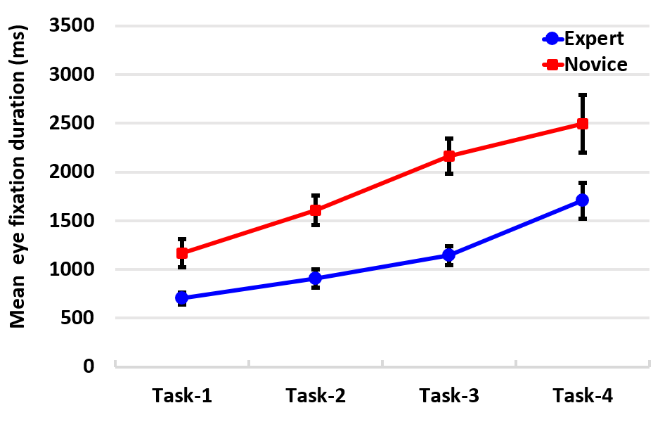 Mean eye fixation duration (ms)
3500
3000
2500
2000
1500
1000
500
0
Expert
Novice
Task-1 Task-2 Task-3 Task-4